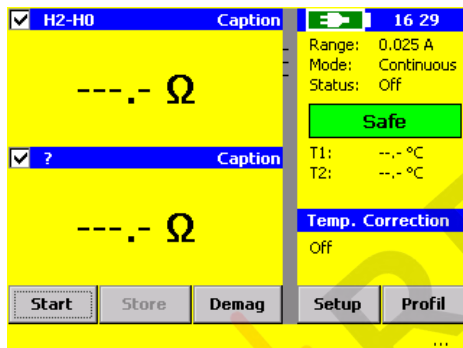 H2-H0 Caption
---.- Ω
? Caption
---.- Ω
Start Store Demag
16 29
Range: 0.025 A
Mode: Continuous
Status: Off
Safe
T1: --.- °C
T2: --.- °C
Temp. Correction
Off
Setup Profil
...